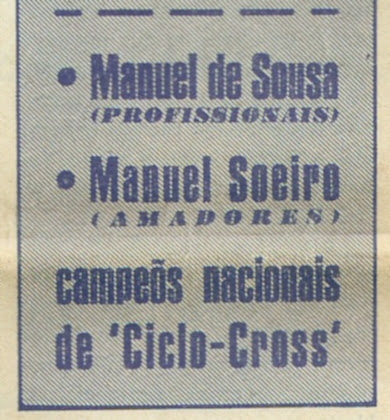 • Manuel de Sousa
(PROFISSIONAIS)
• Manuel Soeiro
(AMADORES)
campeõs nacionais
de 'Ciclo-Cross'